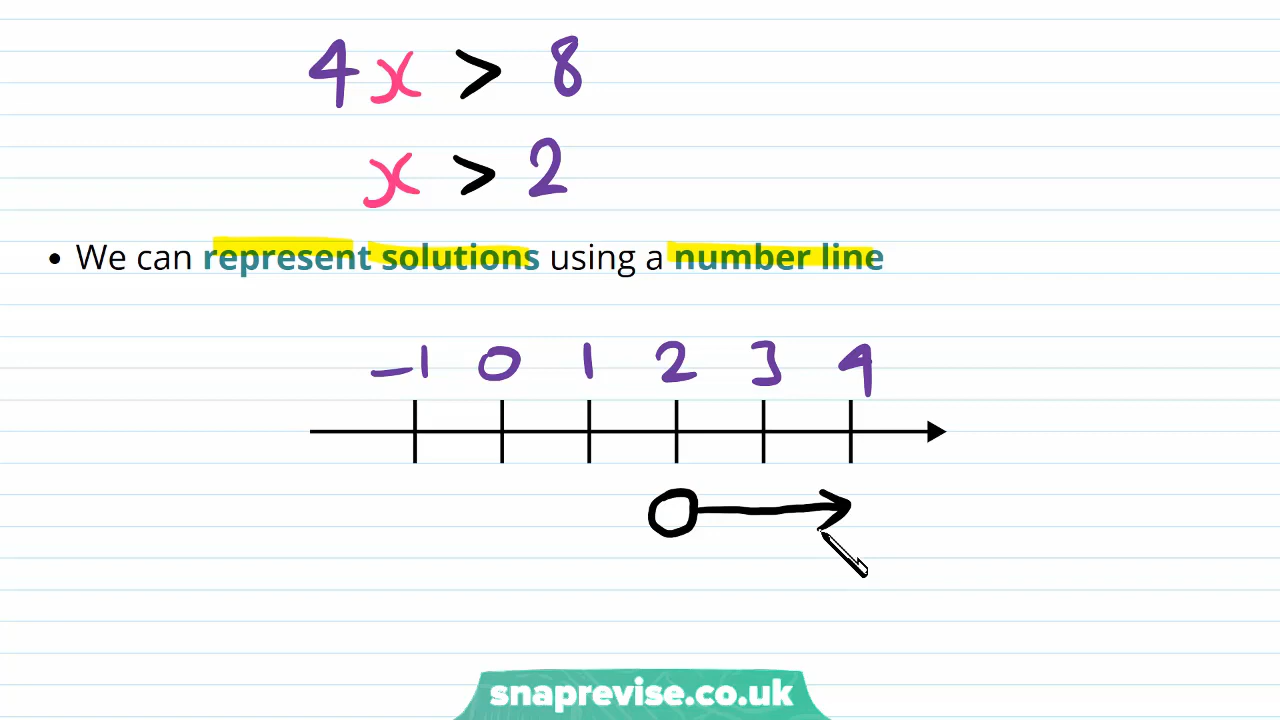 4x > 8
x > 2
• We can represent solutions using a number line
-1 0 1 2 3 4
snaprevise.co.uk